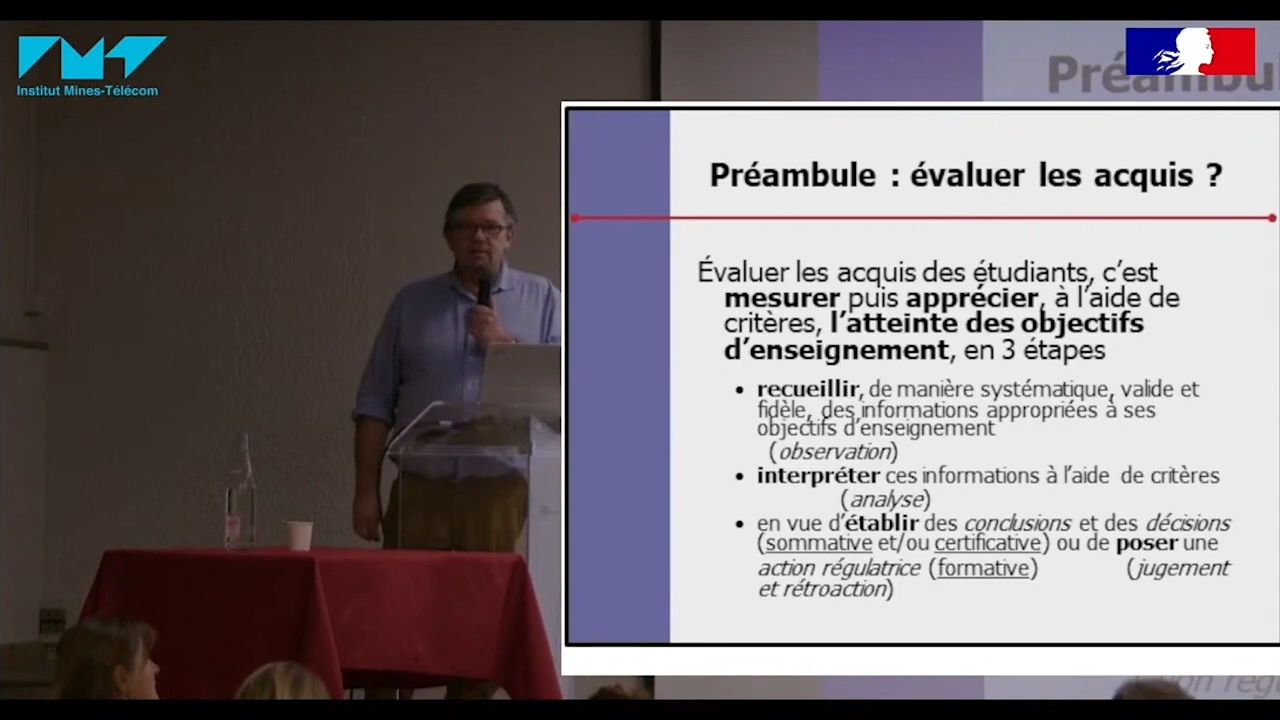 Institut Mines-Télécom
Préambu
Préambule : évaluer les acquis ?
Évaluer les acquis des étudiants, c’est
mesurer puis apprécier, à l’aide de
critères, l’atteinte des objectifs
d’enseignement, en 3 étapes
• recueillir, de manière systématique, valide et
fidèle, des informations appropriées à ses
objectifs d’enseignement
(observation)
• interpréter ces informations à l’aide de critères
(analyse)
• en vue d’établir des conclusions et des décisions
(sommative et/ou certificative) ou de poser une
action régulatrice (formative) (jugement
et rétroaction)